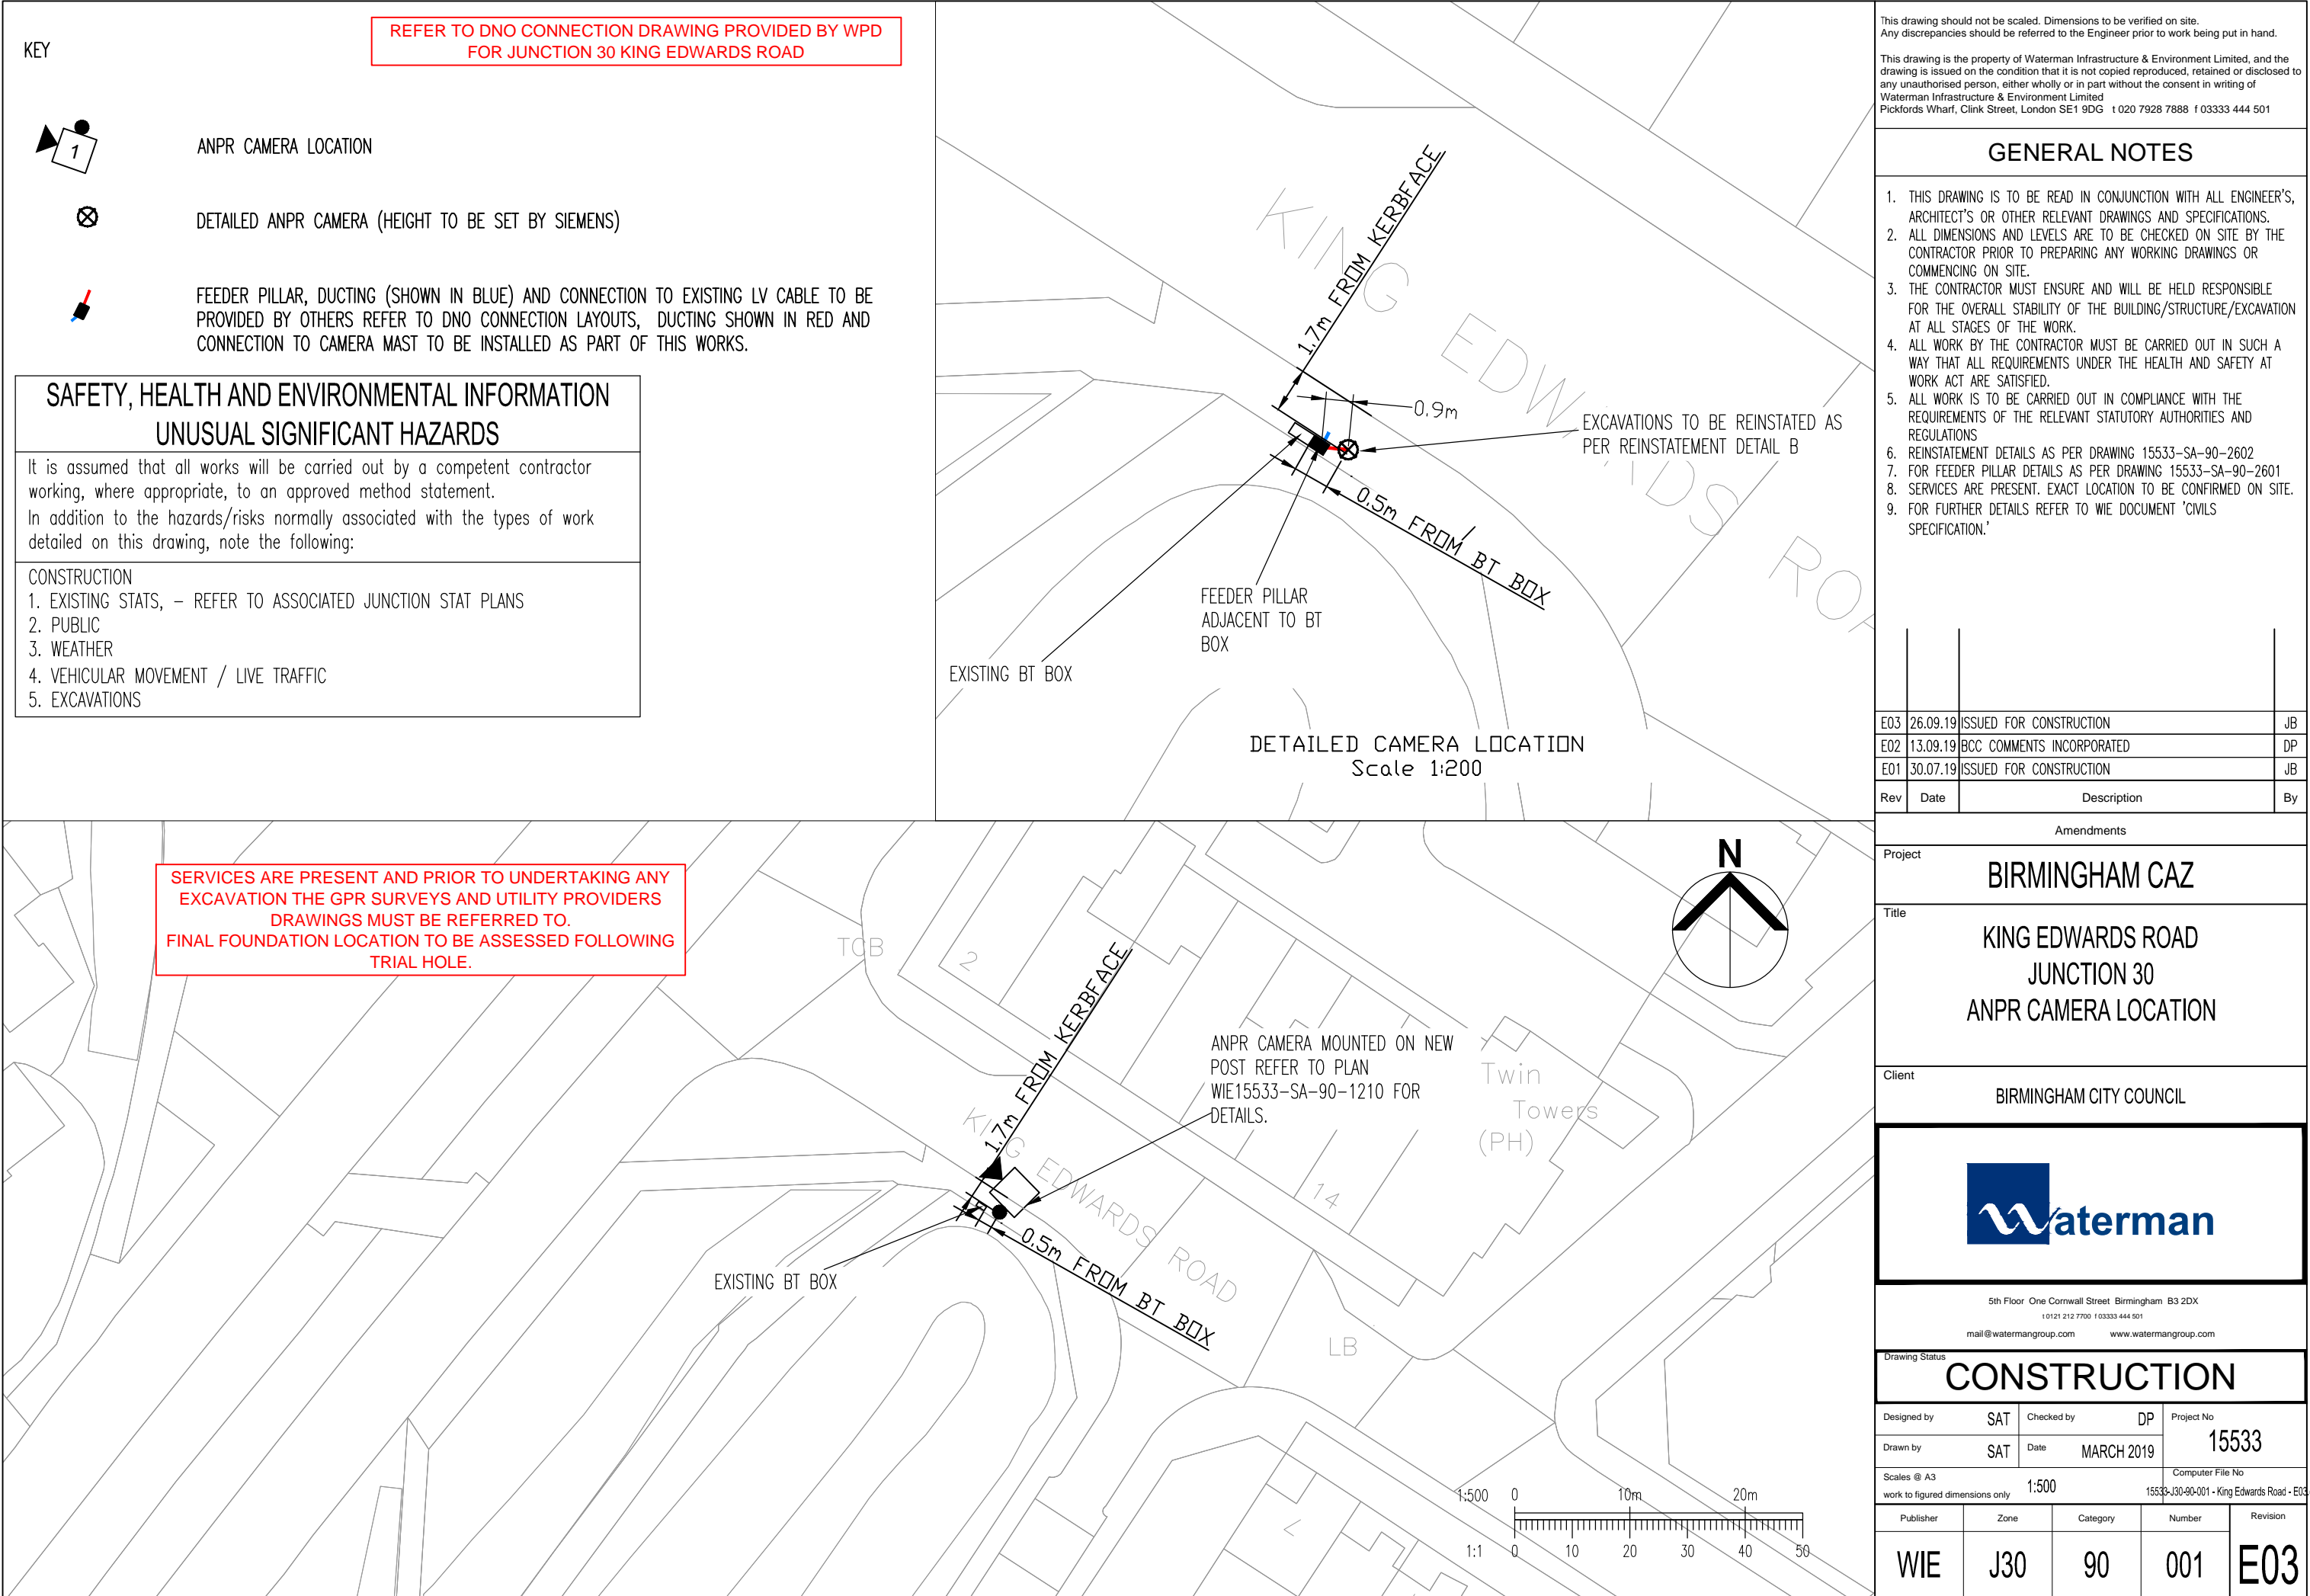 KEY
REFER TO DNO CONNECTION DRAWING PROVIDED BY WPD
FOR JUNCTION 30 KING EDWARDS ROAD
1
ANPR CAMERA LOCATION
DETAILED ANPR CAMERA (HEIGHT TO BE SET BY SIEMENS)
FEEDER PILLAR, DUCTING (SHOWN IN BLUE) AND CONNECTION TO EXISTING LV CABLE TO BE
PROVIDED BY OTHERS REFER TO DNO CONNECTION LAYOUTS, DUCTING SHOWN IN RED AND
CONNECTION TO CAMERA MAST TO BE INSTALLED AS PART OF THIS WORKS.
SAFETY, HEALTH AND ENVIRONMENTAL INFORMATION
UNUSUAL SIGNIFICANT HAZARDS
It is assumed that all works will be carried out by a competent contractor
working, where appropriate, to an approved method statement.
In addition to the hazards/risks normally associated with the types of work
detailed on this drawing, note the following:
CONSTRUCTION
1. EXISTING STATS, – REFER TO ASSOCIATED JUNCTION STAT PLANS
2. PUBLIC
3. WEATHER
4. VEHICULAR MOVEMENT / LIVE TRAFFIC
5. EXCAVATIONS
KING EDWARDS ROA
1.7m FROM KERBFACE
0.9m
EXCAVATIONS TO BE REINSTATED AS
PER REINSTATEMENT DETAIL B
0.5m FROM BT BOX
FEEDER PILLAR
ADJACENT TO BT
BOX
EXISTING BT BOX
DETAILED CAMERA LOCATION
Scale 1:200
SERVICES ARE PRESENT AND PRIOR TO UNDERTAKING ANY
EXCAVATION THE GPR SURVEYS AND UTILITY PROVIDERS
DRAWINGS MUST BE REFERRED TO.
FINAL FOUNDATION LOCATION TO BE ASSESSED FOLLOWING
TRIAL HOLE.
TCB
2
N
1.7m FROM KERBFACE
ANPR CAMERA MOUNTED ON NEW
POST REFER TO PLAN
WIE15533–SA–90–1210 FOR
DETAILS.
Twin
Towers
(PH)
14
KING EDWARDS ROAD
0.5m FROM BT BOX
EXISTING BT BOX
LB
1:500 0 10m 20m
1:1 0 10 20 30 40 50
This drawing should not be scaled. Dimensions to be verified on site.
Any discrepancies should be referred to the Engineer prior to work being put in hand.
This drawing is the property of Waterman Infrastructure & Environment Limited, and the
drawing is issued on the condition that it is not copied reproduced, retained or disclosed to
any unauthorised person, either wholly or in part without the consent in writing of
Waterman Infrastructure & Environment Limited
Pickfords Wharf, Clink Street, London SE1 9DG t 020 7928 7888 f 03333 444 501
GENERAL NOTES
1. THIS DRAWING IS TO BE READ IN CONJUNCTION WITH ALL ENGINEER'S,
ARCHITECT'S OR OTHER RELEVANT DRAWINGS AND SPECIFICATIONS.
2. ALL DIMENSIONS AND LEVELS ARE TO BE CHECKED ON SITE BY THE
CONTRACTOR PRIOR TO PREPARING ANY WORKING DRAWINGS OR
COMMENCING ON SITE.
3. THE CONTRACTOR MUST ENSURE AND WILL BE HELD RESPONSIBLE
FOR THE OVERALL STABILITY OF THE BUILDING/STRUCTURE/EXCAVATION
AT ALL STAGES OF THE WORK.
4. ALL WORK BY THE CONTRACTOR MUST BE CARRIED OUT IN SUCH A
WAY THAT ALL REQUIREMENTS UNDER THE HEALTH AND SAFETY AT
WORK ACT ARE SATISFIED.
5. ALL WORK IS TO BE CARRIED OUT IN COMPLIANCE WITH THE
REQUIREMENTS OF THE RELEVANT STATUTORY AUTHORITIES AND
REGULATIONS
6. REINSTATEMENT DETAILS AS PER DRAWING 15533–SA–90–2602
7. FOR FEEDER PILLAR DETAILS AS PER DRAWING 15533–SA–90–2601
8. SERVICES ARE PRESENT. EXACT LOCATION TO BE CONFIRMED ON SITE.
9. FOR FURTHER DETAILS REFER TO WIE DOCUMENT 'CIVILS
SPECIFICATION.'
E03 26.09.19 ISSUED FOR CONSTRUCTION JB
E02 13.09.19 BCC COMMENTS INCORPORATED DP
E01 30.07.19 ISSUED FOR CONSTRUCTION JB
Rev Date Description By
Amendments
Project
BIRMINGHAM CAZ
Title
KING EDWARDS ROAD
JUNCTION 30
ANPR CAMERA LOCATION
Client
BIRMINGHAM CITY COUNCIL
Waterman
5th Floor One Cornwall Street Birmingham B3 2DX
t 0121 212 7700 f 03333 444 501
mail@watermangroup.com www.watermangroup.com
Drawing Status
CONSTRUCTION
Designed by SAT Checked by DP Project No
15533
Drawn by SAT Date MARCH 2019
Scales @ A3
work to figured dimensions only 1:500
Computer File No
15533-J30-90-001 - King Edwards Road - E03
Publisher Zone Category Number Revision
WIE J30 90 001 E03